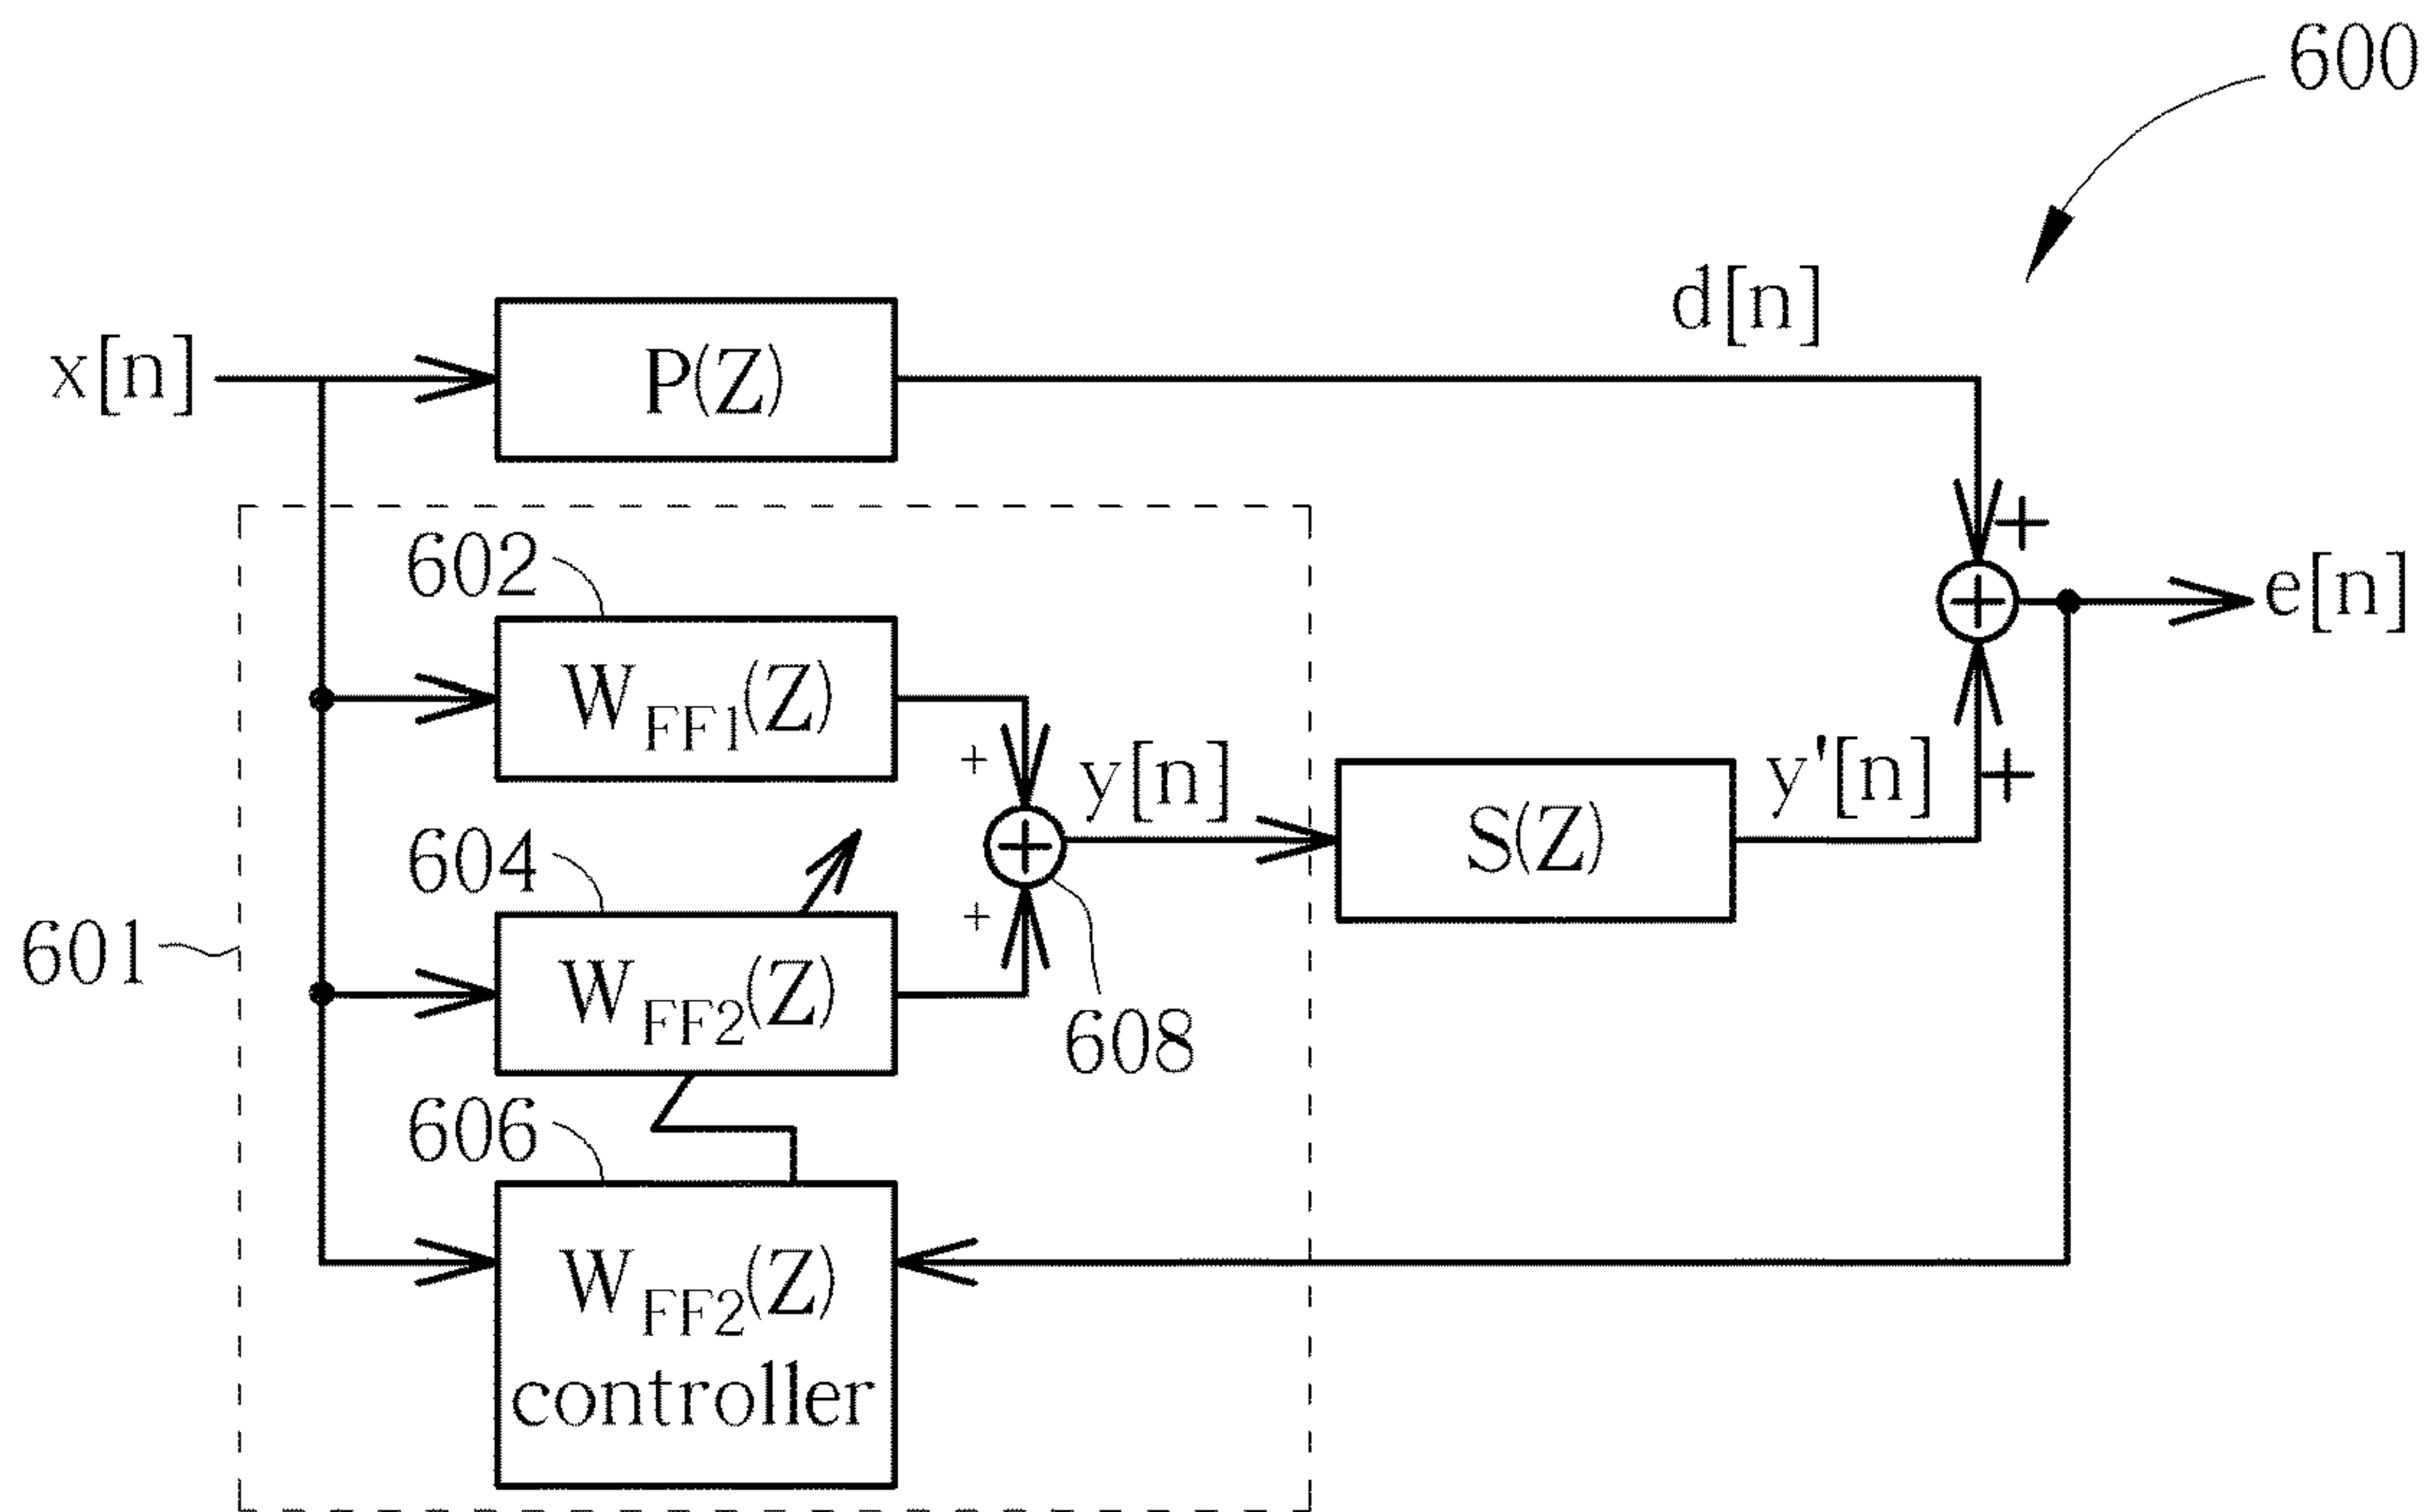 600
d[n]
x[n]
P(Z)
+
602
e[n]
W_FF1(Z)
+
y[n]
y'[n]
+
S(Z)
604
+
601
W_FF2(Z)
608
606
W_FF2(Z)
controller